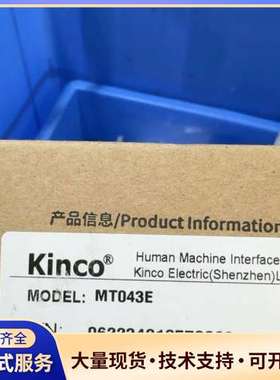 齐全
产品信息/Product Information
Kinco®
Human Machine Interface
Kinco Electric(Shenzhen)L
MODEL: MT043E
式服务
大量现货·技术支持·可开